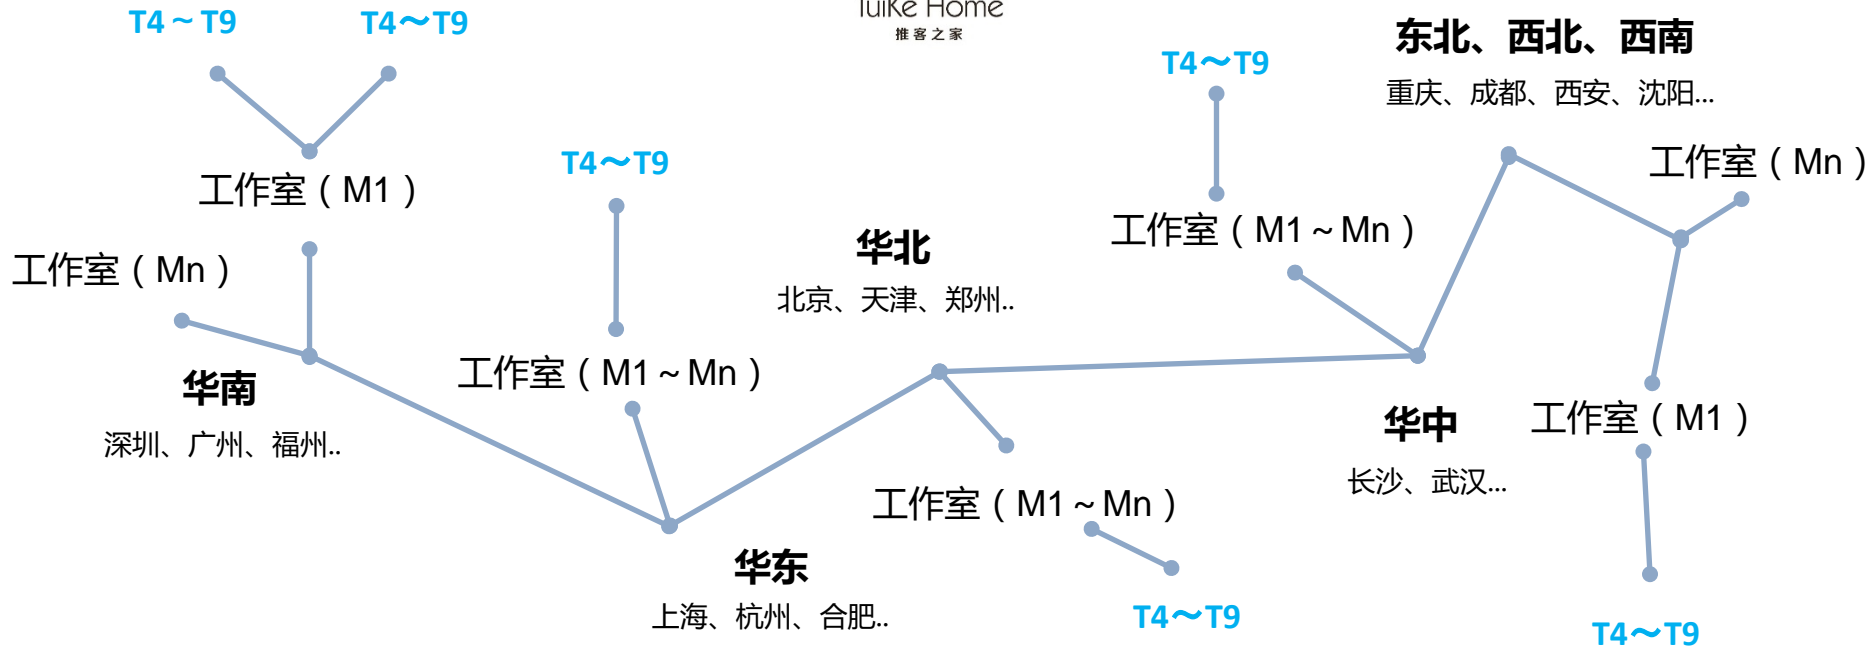 TuiKe Home
推客之家
T4～T9
T4～T9
工作室（M1）
工作室（Mn）
华南
深圳、广州、福州..
T4～T9
工作室（M1～Mn）
华东
上海、杭州、合肥..
华北
北京、天津、郑州..
工作室（M1～Mn）
T4～T9
T4～T9
工作室（M1～Mn）
华中
长沙、武汉...
东北、西北、西南
重庆、成都、西安、沈阳...
工作室（Mn）
工作室（M1）
T4～T9